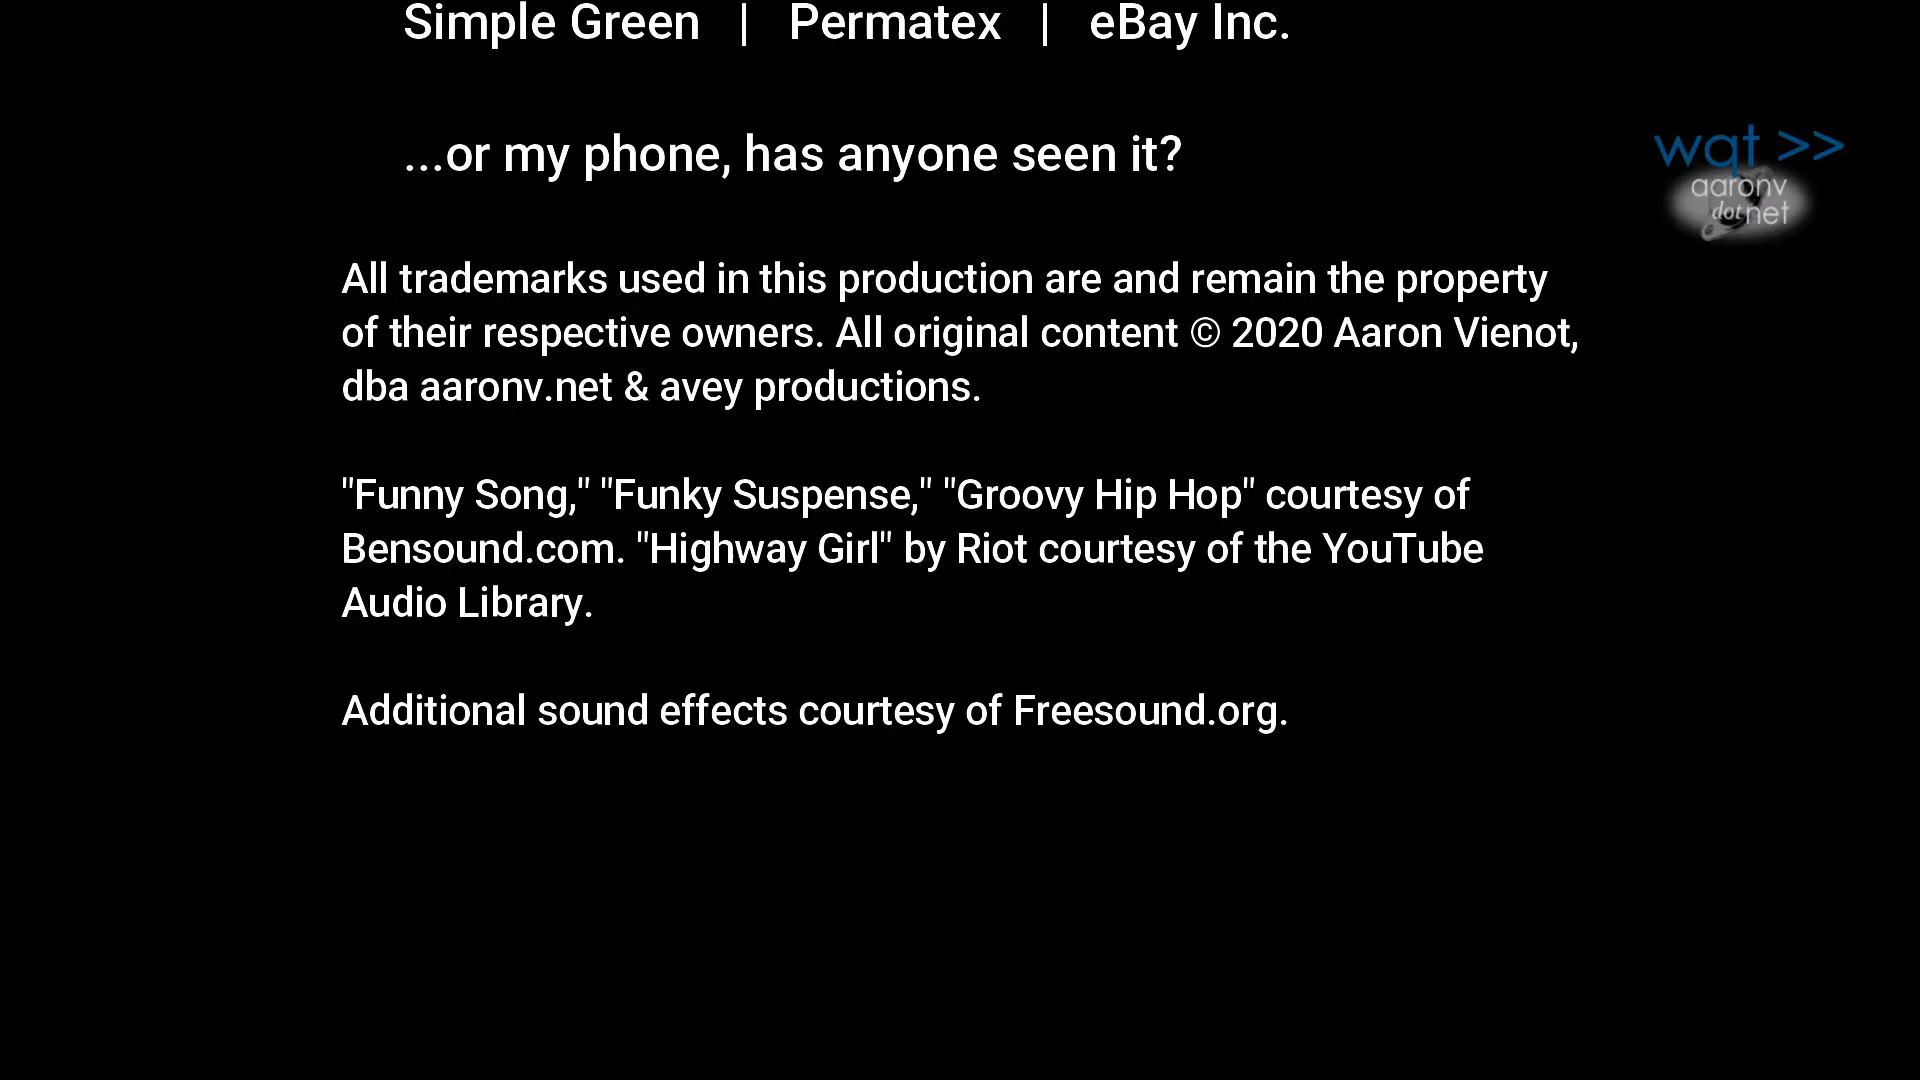 Simple Green | Permatex | eBay Inc.
...or my phone, has anyone seen it?
wqt >>
aaronv
dotnet
All trademarks used in this production are and remain the property
of their respective owners. All original content © 2020 Aaron Vienot,
dba aaronv.net & avey productions.
"Funny Song," "Funky Suspense," "Groovy Hip Hop" courtesy of
Bensound.com. "Highway Girl" by Riot courtesy of the YouTube
Audio Library.
Additional sound effects courtesy of Freesound.org.